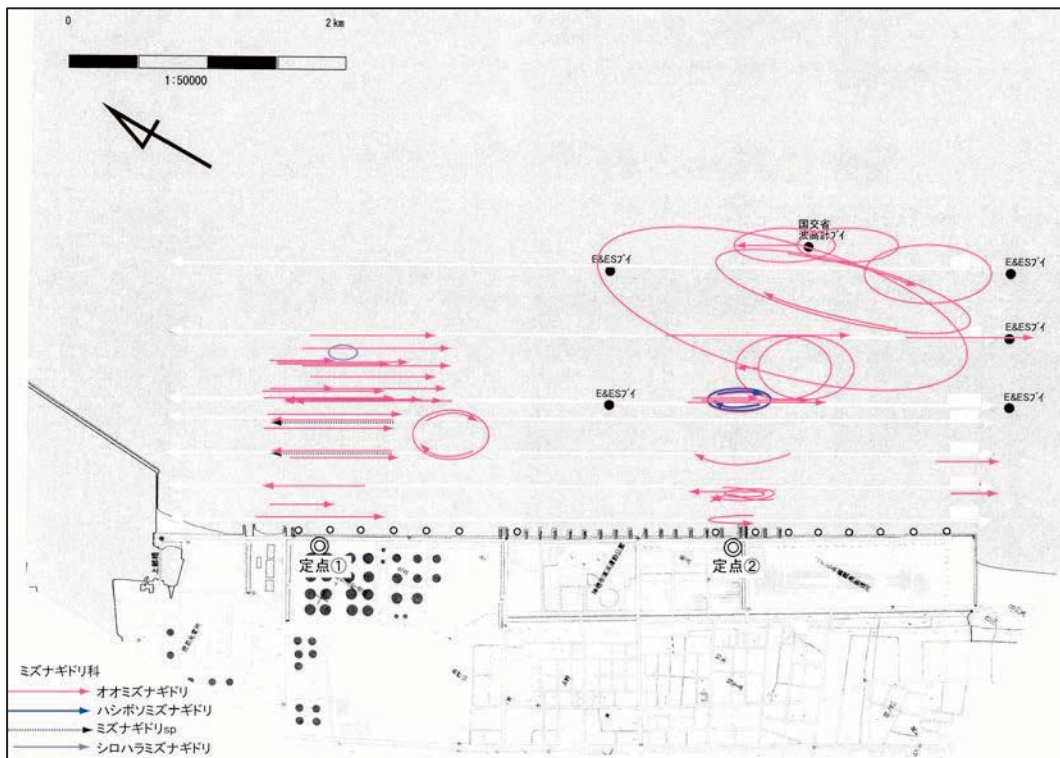 0 2 km
1:50000
国交省
波高計ブイ
E&ESブイ
E&ESブイ
E&ESブイ
E&ESブイ
E&ESブイ
定点①
定点②
ミズナギドリ科
オオミズナギドリ
ハシボソミズナギドリ
ミズナギドリsp
シロハラミズナギドリ